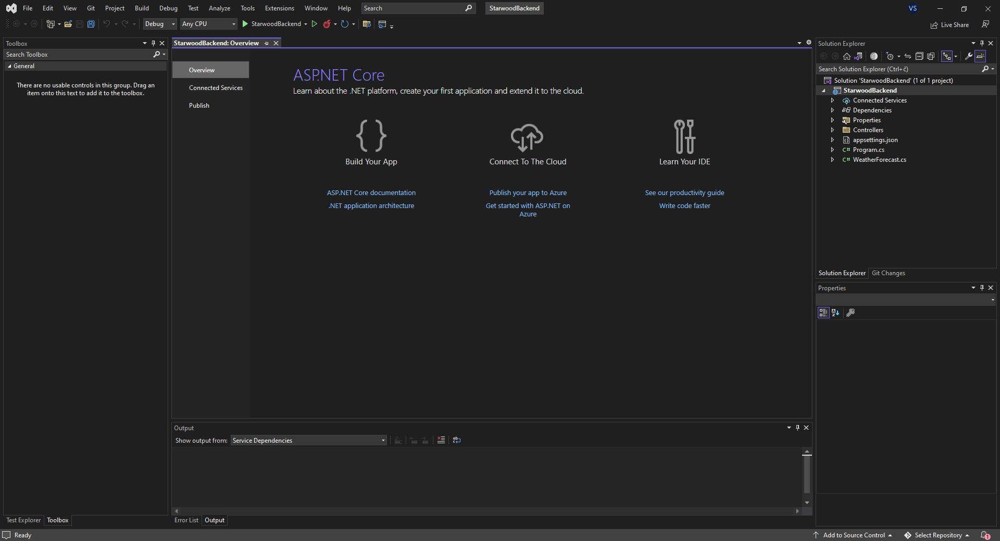 File Edit View Git Project Build Debug Test Analyze Tools Extensions Window Help Search StarwoodBackend VS
Debug Any CPU StarwoodBackend Live Share
Toolbox
Search Toolbox
General
There are no usable controls in this group. Drag an
item onto this text to add it to the toolbox.
Test Explorer Toolbox
StarwoodBackend: Overview
Overview
Connected Services
Publish
ASP.NET Core
Learn about the .NET platform, create your first application and extend it to the cloud.
Build Your App
ASP.NET Core documentation
.NET application architecture
Connect To The Cloud
Publish your app to Azure
Get started with ASP.NET on
Azure
Learn Your IDE
See our productivity guide
Write code faster
Output
Show output from: Service Dependencies
Error List Output
Solution Explorer
Search Solution Explorer (Ctrl+č)
Solution 'StarwoodBackend' (1 of 1 project)
StarwoodBackend
Connected Services
Dependencies
Properties
Controllers
appsettings.json
C# Program.cs
C# WeatherForecast.cs
Solution Explorer Git Changes
Properties
Ready Add to Source Control Select Repository 1